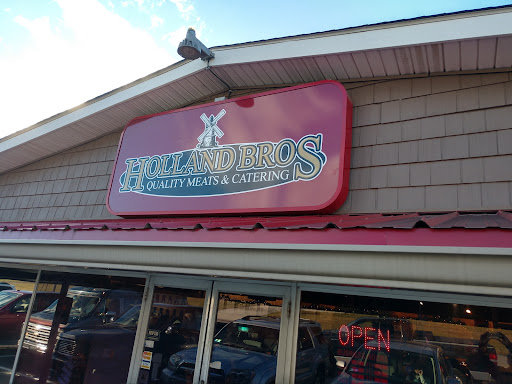 HOLLAND BROS
QUALITY MEATS & CATERING
OPEN